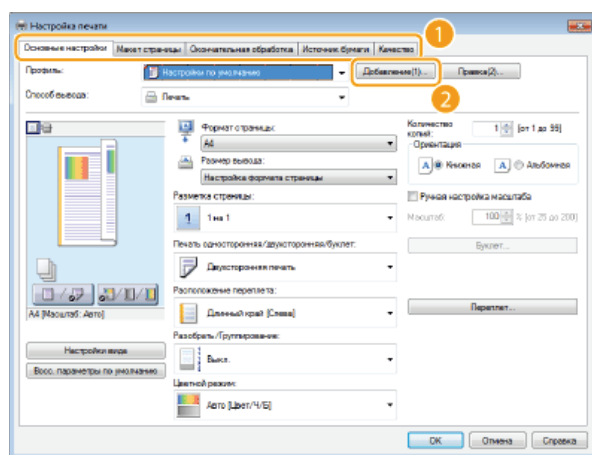 Настройка печати
1
Основные настройки Макет страницы Окончательная обработка Источник бумаги Качество
Профиль: Настройки по умолчанию Добавление(1)... Правка(2)...
2
Способ вывода: Печать
Формат страницы:
A4
Размер вывода:
Настройка формата страницы
Разметка страницы:
1 1 на 1
Печать односторонняя/двусторонняя/буклет:
Двусторонняя печать
Расположение переплета:
Длинный край [Слева]
Разобрать/Группирование:
Выкл.
Цветной режим:
Авто [Цвет/Ч/Б]
Количество копий: 1 [от 1 до 99]
Ориентация
A Книжная A Альбомная
Ручная настройка масштаба
Масштаб: 100 % [от 25 до 200]
Буклет...
Переплет...
A4 [Масштаб: Авто]
Настройки вида
Восс. параметры по умолчанию
OK Отмена Справка